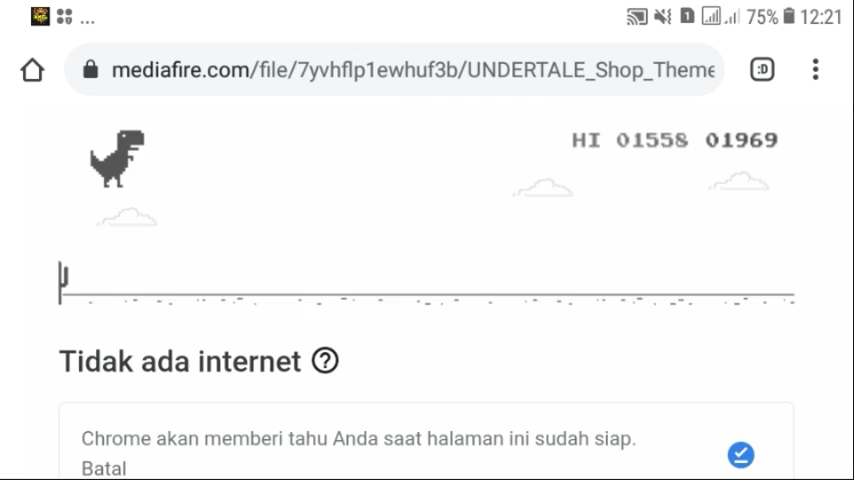 ... 1 75% 12:21
mediafire.com/file/7yvhflp1ewhuf3b/UNDERTALE_Shop_Theme
:D
HI 01558 01969
Tidak ada internet ?
Chrome akan memberi tahu Anda saat halaman ini sudah siap.
Batal